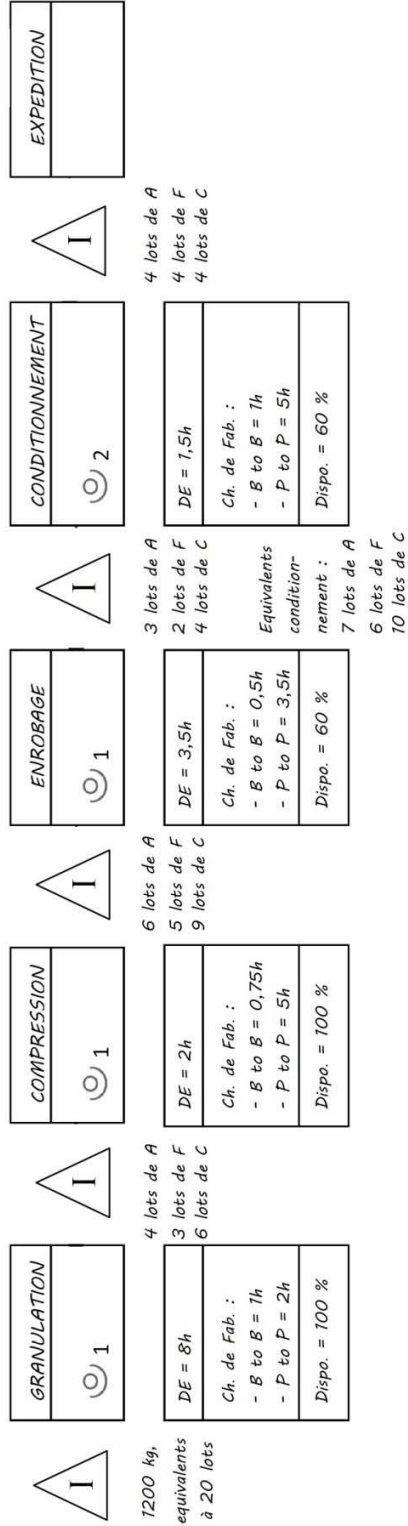 I
1200 kg,
equivalents
à 20 lots
GRANULATION
1
DE = 8h
Ch. de Fab. :
- B to B = 1h
- P to P = 2h
Dispo. = 100 %
I
4 lots de A
3 lots de F
6 lots de C
COMPRESSION
1
DE = 2h
Ch. de Fab. :
- B to B = 0,75h
- P to P = 5h
Dispo. = 100 %
I
6 lots de A
5 lots de F
9 lots de C
ENROBAGE
1
DE = 3,5h
Ch. de Fab. :
- B to B = 0,5h
- P to P = 3,5h
Dispo. = 60 %
I
3 lots de A
2 lots de F
4 lots de C
Equivalents
condition-
nement :
7 lots de A
6 lots de F
10 lots de C
CONDITIONNEMENT
2
DE = 1,5h
Ch. de Fab. :
- B to B = 1h
- P to P = 5h
Dispo. = 60 %
I
4 lots de A
4 lots de F
4 lots de C
EXPEDITION